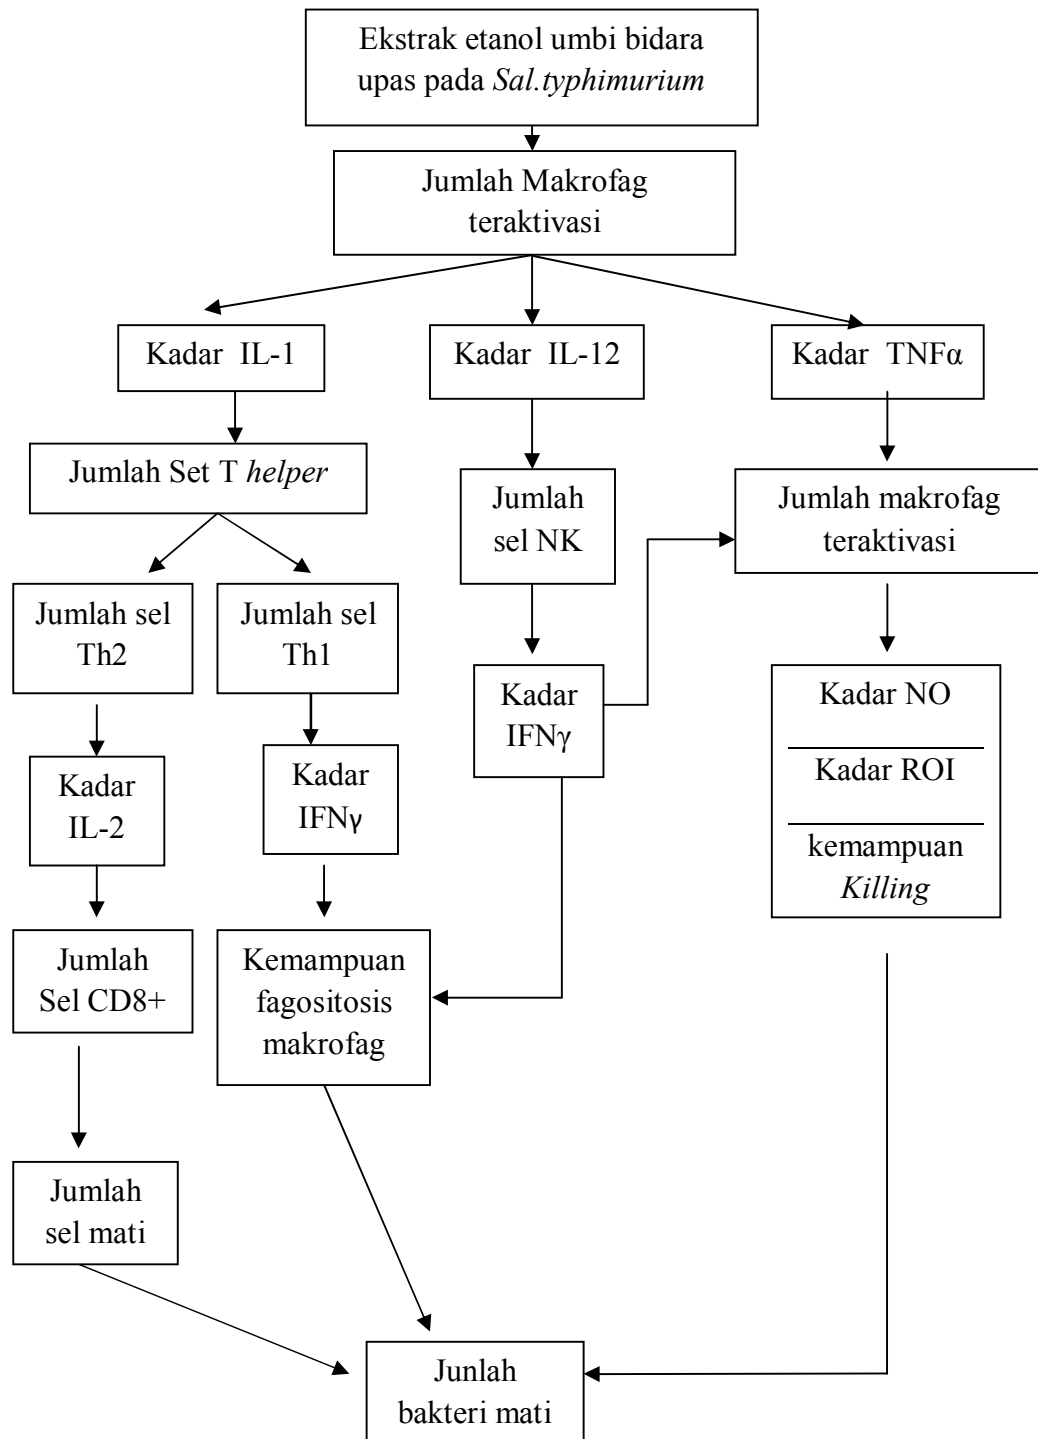 Ekstrak etanol umbi bidara
upas pada Sal.typhimurium
Jumlah Makrofag
teraktivasi
Kadar IL-1
Kadar IL-12
Kadar TNFα
Jumlah Set T helper
Jumlah
sel NK
Jumlah makrofag
teraktivasi
Jumlah sel
Th2
Jumlah sel
Th1
Kadar
IFNγ
Kadar NO
Kadar ROI
kemampuan
Killing
Kadar
IL-2
Kadar
IFNγ
Jumlah
Sel CD8+
Kemampuan
fagositosis
makrofag
Jumlah
sel mati
Junlah
bakteri mati